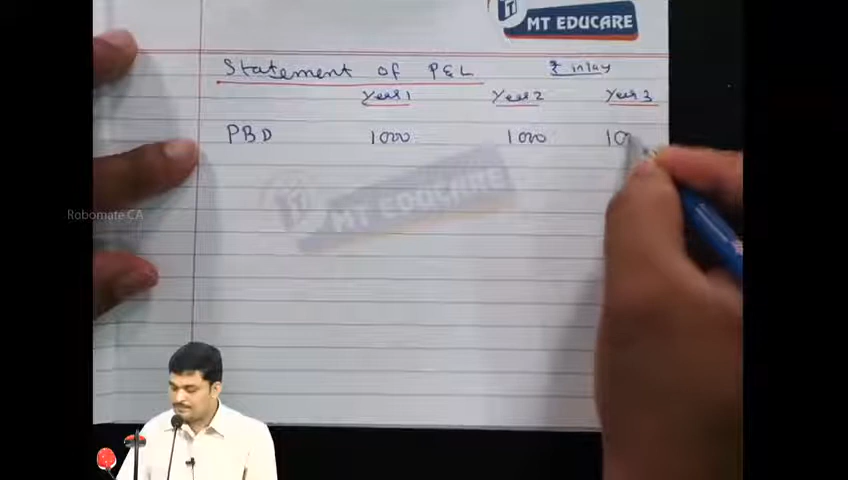 MT EDUCARE
Statement of P&L ₹ in lay
Year 1 Year 2 Year 3
PBD 1000 1000 100
MT EDUCARE
Robomate CA